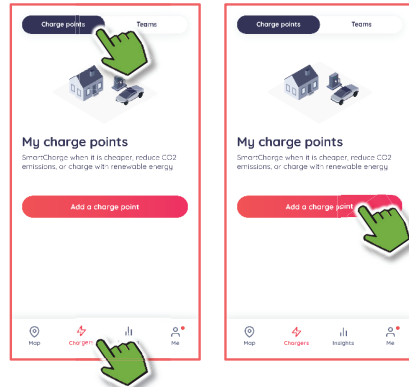 Charge points
Teams
My charge points
SmartCharge when it is cheaper, reduce CO2
emissions, or charge with renewable energy
Add a charge point
Map
Chargers
Me
Charge points
Teams
My charge points
SmartCharge when it is cheaper, reduce CO2
emissions, or charge with renewable energy
Add a charge point
Map
Chargers
Insights
Me